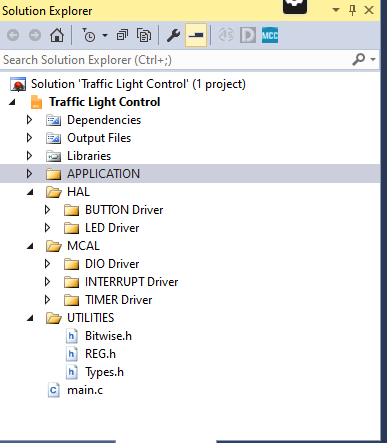 Solution Explorer
D MCC
Search Solution Explorer (Ctrl+;)
Solution 'Traffic Light Control' (1 project)
Traffic Light Control
Dependencies
Output Files
Libraries
APPLICATION
HAL
BUTTON Driver
LED Driver
MCAL
DIO Driver
INTERRUPT Driver
TIMER Driver
UTILITIES
h Bitwise.h
h REG.h
h Types.h
C main.c